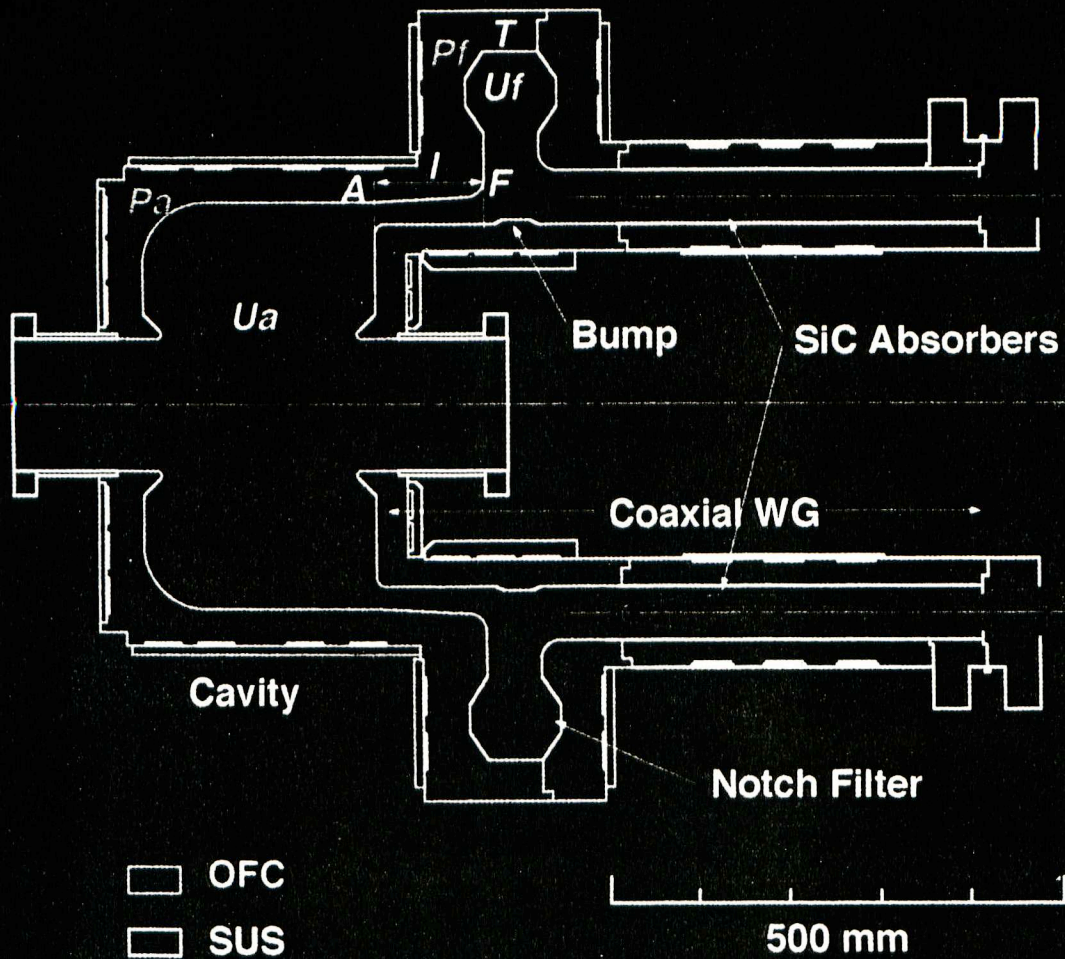 T
Pf
Uf
I
A
F
Pa
Ua
Bump
SiC Absorbers
Coaxial WG
Cavity
Notch Filter
OFC
SUS
500 mm